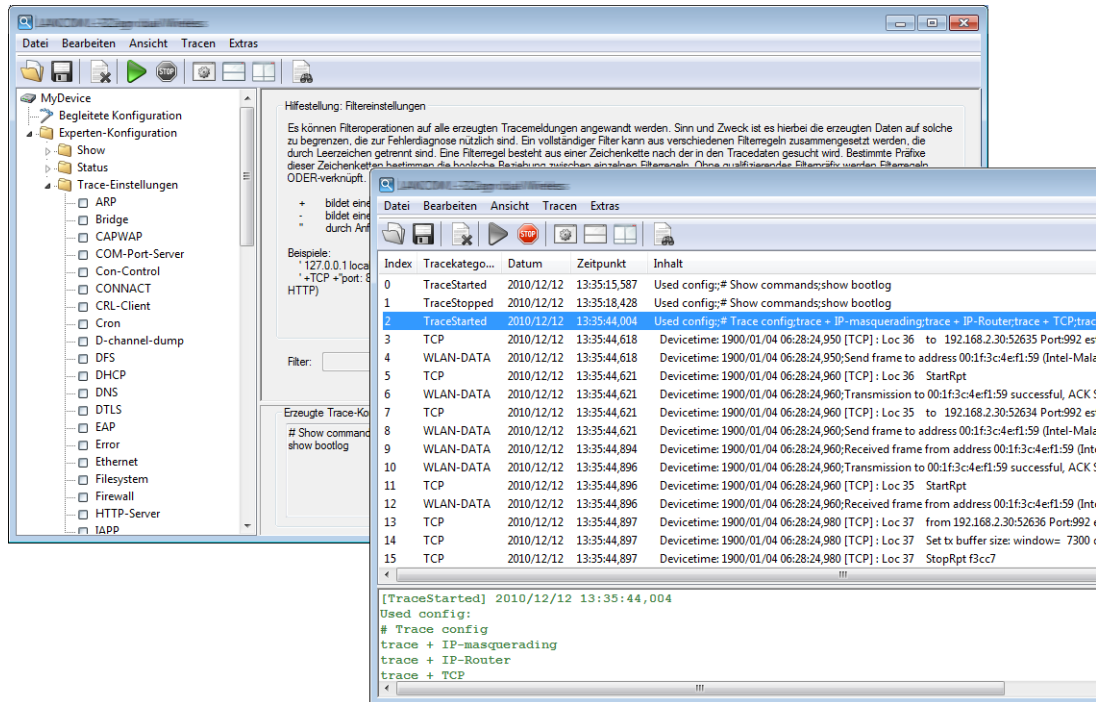 Datei Bearbeiten Ansicht Tracen Extras
STOP
MyDevice
Begleitete Konfiguration
Experten-Konfiguration
Show
Status
Trace-Einstellungen
ARP
Bridge
CAPWAP
COM-Port-Server
Con-Control
CONNACT
CRL-Client
Cron
D-channel-dump
DFS
DHCP
DNS
DTLS
EAP
Error
Ethernet
Filesystem
Firewall
HTTP-Server
IAPP
Hilfestellung: Filtereinstellungen
Es können Filteroperationen auf alle erzeugten Tracemeldungen angewandt werden. Sinn und Zweck ist es hierbei die erzeugten Daten auf solche
zu begrenzen, die zur Fehlerdiagnose nützlich sind. Ein vollständiger Filter kann aus verschiedenen Filterregeln zusammengesetzt werden, die
durch Leerzeichen getrennt sind. Eine Filterregel besteht aus einer Zeichenkette nach der in den Tracedaten gesucht wird. Bestimmte Präfixe
dieser Zeichenketten bestimmen die boolsche Beziehung zwischen einzelnen Filterregeln. Ohne qualifizierendes Filterpräfix werden Filterregeln
ODER-verknüpft.
+ bildet eine
- bildet eine
" durch Anf
Beispiele:
' 127.0.0.1 loca
' +TCP +"port: 8
HTTP)
Filter:
Erzeugte Trace-Ko
# Show command
show bootlog
Datei Bearbeiten Ansicht Tracen Extras
STOP
Index Tracekatego... Datum Zeitpunkt Inhalt
0 TraceStarted 2010/12/12 13:35:15,587 Used config:;# Show commands;show bootlog
1 TraceStopped 2010/12/12 13:35:18,428 Used config:;# Show commands;show bootlog
2 TraceStarted 2010/12/12 13:35:44,004 Used config:;# Trace config;trace + IP-masquerading;trace + IP-Router;trace + TCP;trac
3 TCP 2010/12/12 13:35:44,618 Devicetime: 1900/01/04 06:28:24,950 [TCP] : Loc 36 to 192.168.2.30:52635 Port:992 es
4 WLAN-DATA 2010/12/12 13:35:44,618 Devicetime: 1900/01/04 06:28:24,950;Send frame to address 00:1f:3c:4e:f1:59 (Intel-Mala
5 TCP 2010/12/12 13:35:44,621 Devicetime: 1900/01/04 06:28:24,960 [TCP] : Loc 36 StartRpt
6 WLAN-DATA 2010/12/12 13:35:44,621 Devicetime: 1900/01/04 06:28:24,960;Transmission to 00:1f:3c:4e:f1:59 successful, ACK S
7 TCP 2010/12/12 13:35:44,621 Devicetime: 1900/01/04 06:28:24,960 [TCP] : Loc 35 to 192.168.2.30:52634 Port:992 es
8 WLAN-DATA 2010/12/12 13:35:44,621 Devicetime: 1900/01/04 06:28:24,960;Send frame to address 00:1f:3c:4e:f1:59 (Intel-Mala
9 WLAN-DATA 2010/12/12 13:35:44,894 Devicetime: 1900/01/04 06:28:24,960;Received frame from address 00:1f:3c:4e:f1:59 (Inte
10 WLAN-DATA 2010/12/12 13:35:44,896 Devicetime: 1900/01/04 06:28:24,960;Transmission to 00:1f:3c:4e:f1:59 successful, ACK S
11 TCP 2010/12/12 13:35:44,896 Devicetime: 1900/01/04 06:28:24,960 [TCP] : Loc 35 StartRpt
12 WLAN-DATA 2010/12/12 13:35:44,896 Devicetime: 1900/01/04 06:28:24,960;Received frame from address 00:1f:3c:4e:f1:59 (Inte
13 TCP 2010/12/12 13:35:44,897 Devicetime: 1900/01/04 06:28:24,980 [TCP] : Loc 37 from 192.168.2.30:52636 Port:992 e
14 TCP 2010/12/12 13:35:44,897 Devicetime: 1900/01/04 06:28:24,980 [TCP] : Loc 37 Set tx buffer size: window= 7300 c
15 TCP 2010/12/12 13:35:44,897 Devicetime: 1900/01/04 06:28:24,980 [TCP] : Loc 37 StopRpt f3cc7
[TraceStarted] 2010/12/12 13:35:44,004
Used config:
# Trace config
trace + IP-masquerading
trace + IP-Router
trace + TCP